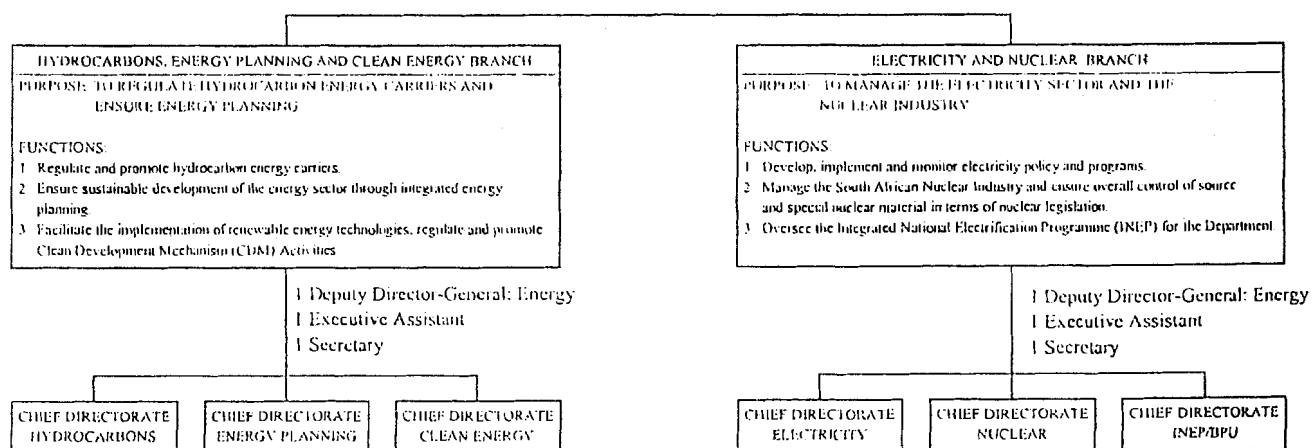 HYDROCARBONS, ENERGY PLANNING AND CLEAN ENERGY BRANCH
PURPOSE: TO REGULATE HYDROCARBON ENERGY CARRIERS AND
ENSURE ENERGY PLANNING
FUNCTIONS:
1 Regulate and promote hydrocarbon energy carriers.
2 Ensure sustainable development of the energy sector through integrated energy
planning.
3 Facilitate the implementation of renewable energy technologies, regulate and promote
Clean Development Mechanism (CDM) Activities
1 Deputy Director-General: Energy
1 Executive Assistant
1 Secretary
CHIEF DIRECTORATE
HYDROCARBONS
CHIEF DIRECTORATE
ENERGY PLANNING
CHIEF DIRECTORATE
CLEAN ENERGY
ELECTRICITY AND NUCLEAR BRANCH
PURPOSE: TO MANAGE THE ELECTRICITY SECTOR AND THE
NUCLEAR INDUSTRY
FUNCTIONS:
1 Develop, implement and monitor electricity policy and programs.
2 Manage the South African Nuclear Industry and ensure overall control of source
and special nuclear material in terms of nuclear legislation.
3 Oversee the Integrated National Electrification Programme (INEP) for the Department
1 Deputy Director-General: Energy
1 Executive Assistant
1 Secretary
CHIEF DIRECTORATE
ELECTRICITY
CHIEF DIRECTORATE
NUCLEAR
CHIEF DIRECTORATE
INEP/BPU